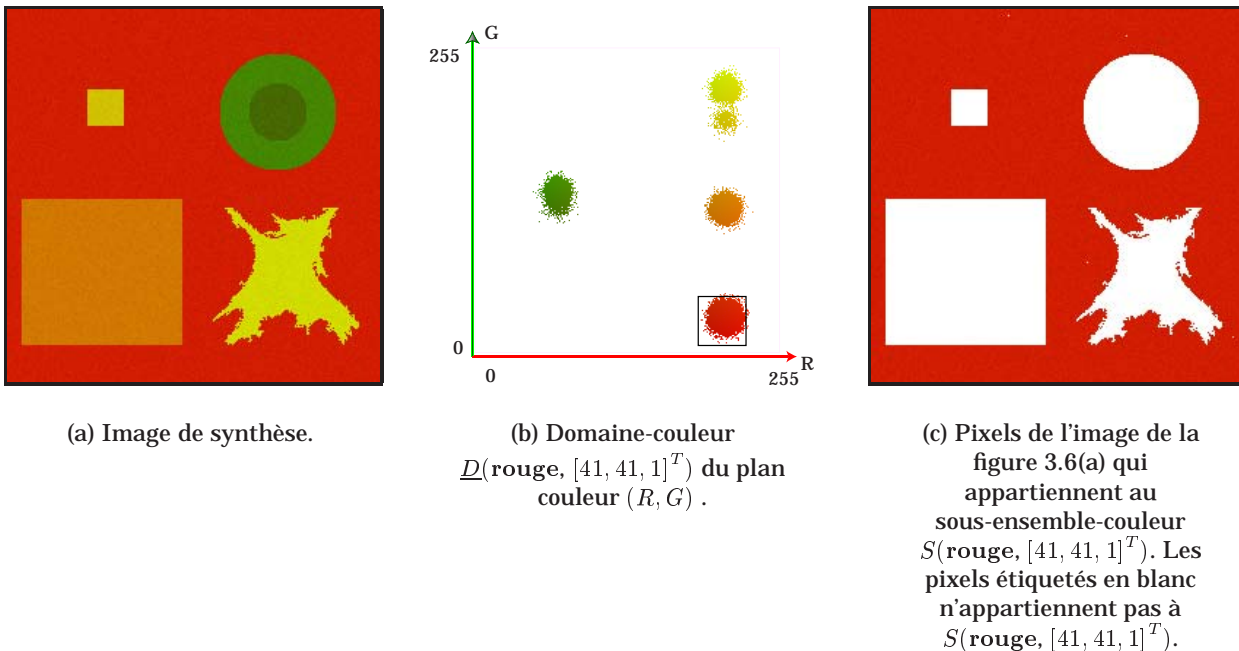 G
255
0
0
255
R
(a) Image de synthèse.
(b) Domaine-couleur
D(rouge, [41, 41, 1]^T) du plan
couleur (R, G) .
(c) Pixels de l'image de la
figure 3.6(a) qui
appartiennent au
sous-ensemble-couleur
S(rouge, [41, 41, 1]^T). Les
pixels étiquetés en blanc
n'appartiennent pas à
S(rouge, [41, 41, 1]^T).